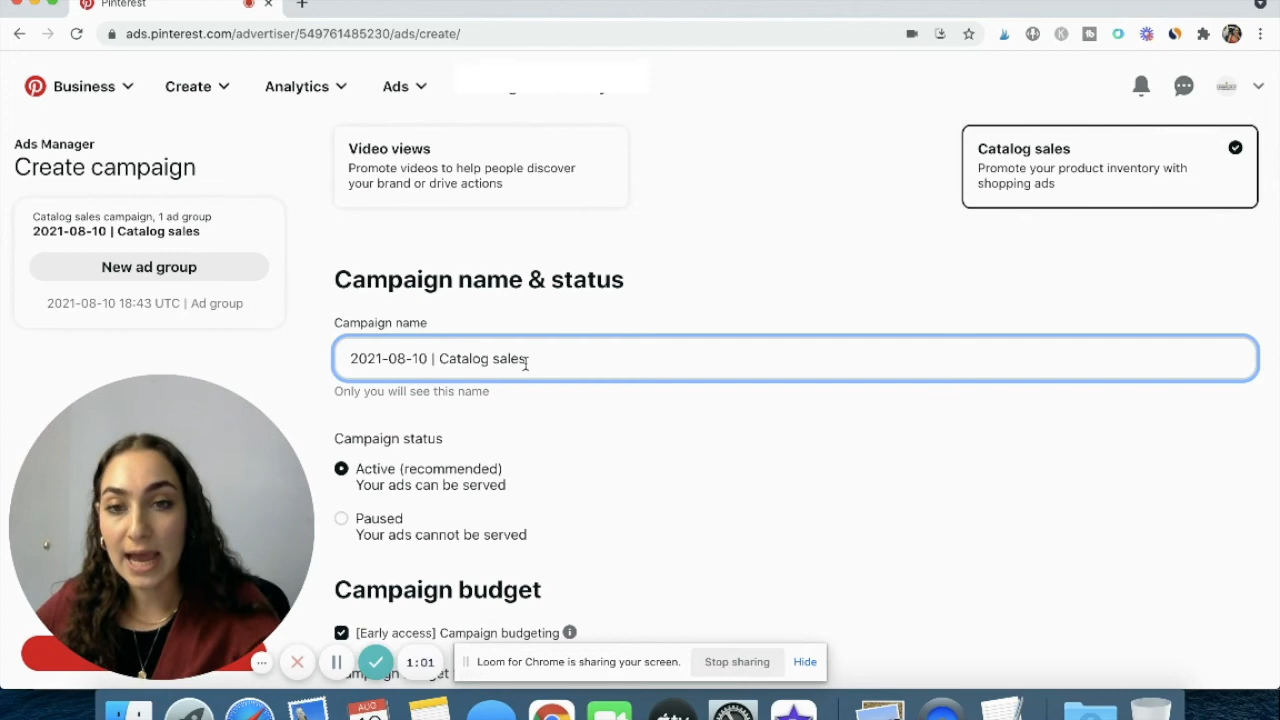 Pinterest
ads.pinterest.com/advertiser/549761485230/ads/create/
Business
Create
Analytics
Ads
Ads Manager
Create campaign
Catalog sales campaign, 1 ad group
2021-08-10 | Catalog sales
New ad group
2021-08-10 18:43 UTC | Ad group
Video views
Promote videos to help people discover
your brand or drive actions
Catalog sales
Promote your product inventory with
shopping ads
Campaign name & status
Campaign name
2021-08-10 | Catalog sales
Only you will see this name
Campaign status
Active (recommended)
Your ads can be served
Paused
Your ads cannot be served
Campaign budget
[Early access] Campaign budgeting
1:01
Loom for Chrome is sharing your screen.
Stop sharing
Hide
AUG
tv